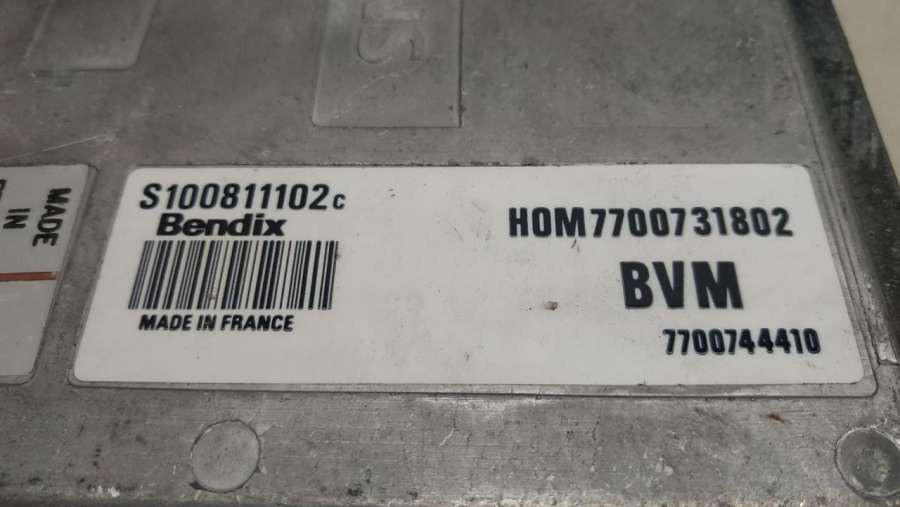 S100811102c
Bendix
MADE IN FRANCE
HOM7700731802
BVM
7700744410
MADE
IN